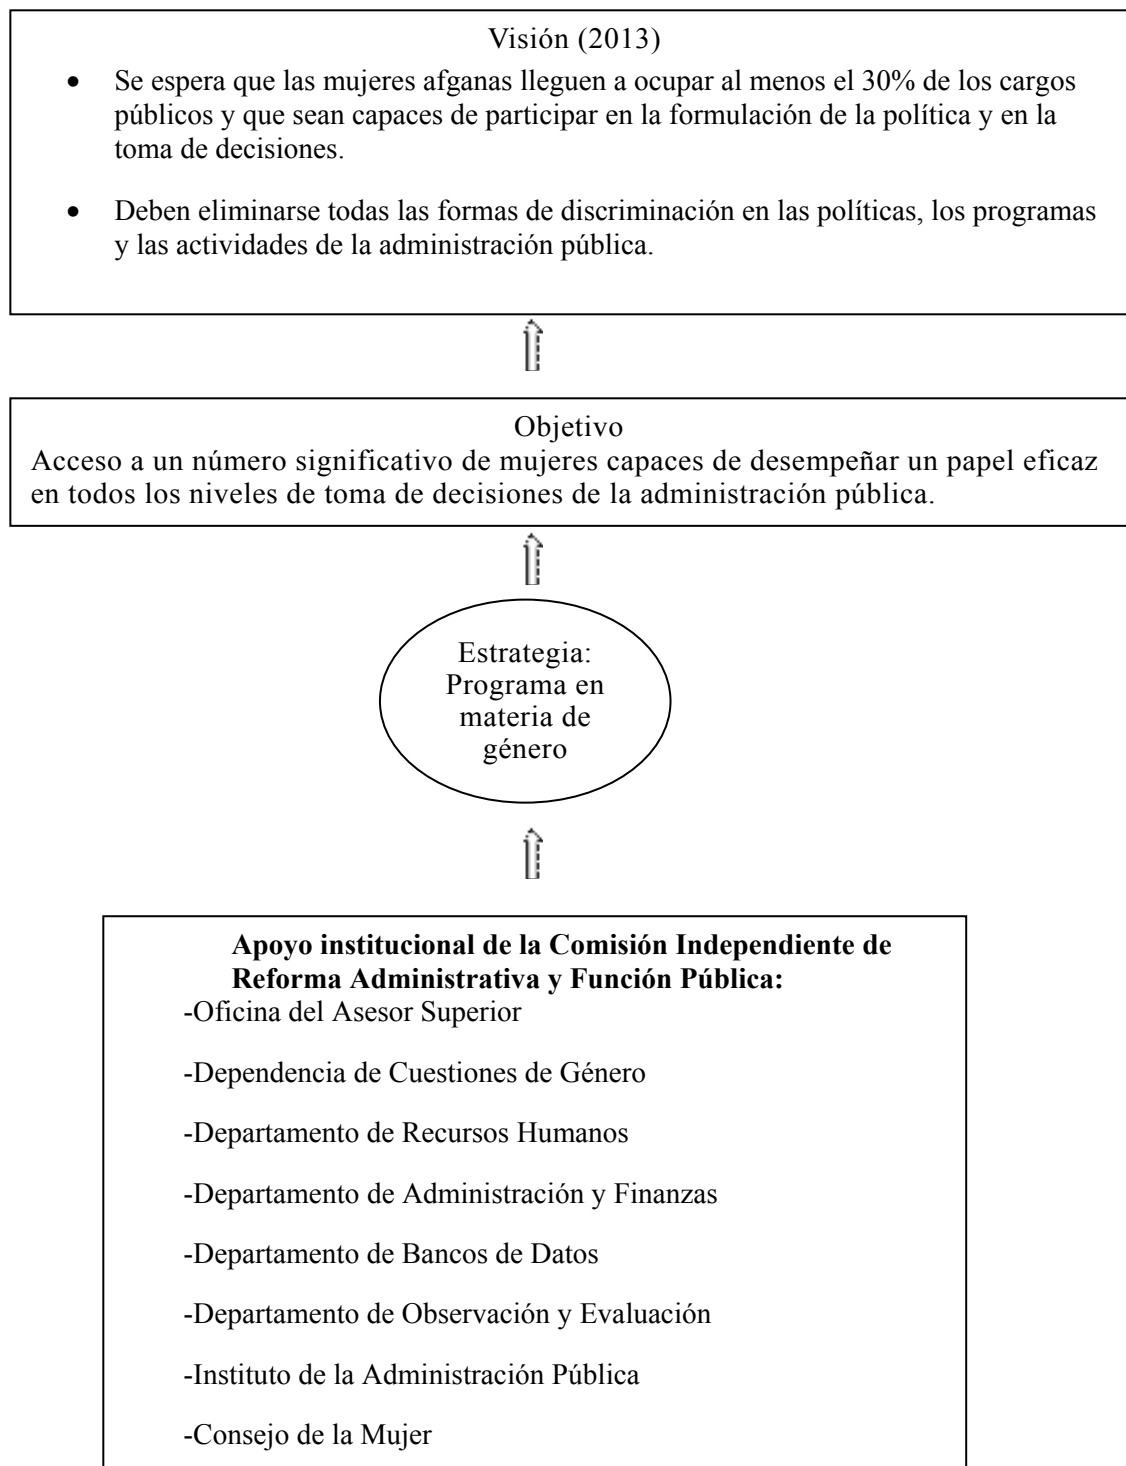 Visión (2013)
• Se espera que las mujeres afganas lleguen a ocupar al menos el 30% de los cargos
públicos y que sean capaces de participar en la formulación de la política y en la
toma de decisiones.
• Deben eliminarse todas las formas de discriminación en las políticas, los programas
y las actividades de la administración pública.
Objetivo
Acceso a un número significativo de mujeres capaces de desempeñar un papel eficaz
en todos los niveles de toma de decisiones de la administración pública.
Estrategia:
Programa en
materia de
género
Apoyo institucional de la Comisión Independiente de
Reforma Administrativa y Función Pública:
-Oficina del Asesor Superior
-Dependencia de Cuestiones de Género
-Departamento de Recursos Humanos
-Departamento de Administración y Finanzas
-Departamento de Bancos de Datos
-Departamento de Observación y Evaluación
-Instituto de la Administración Pública
-Consejo de la Mujer